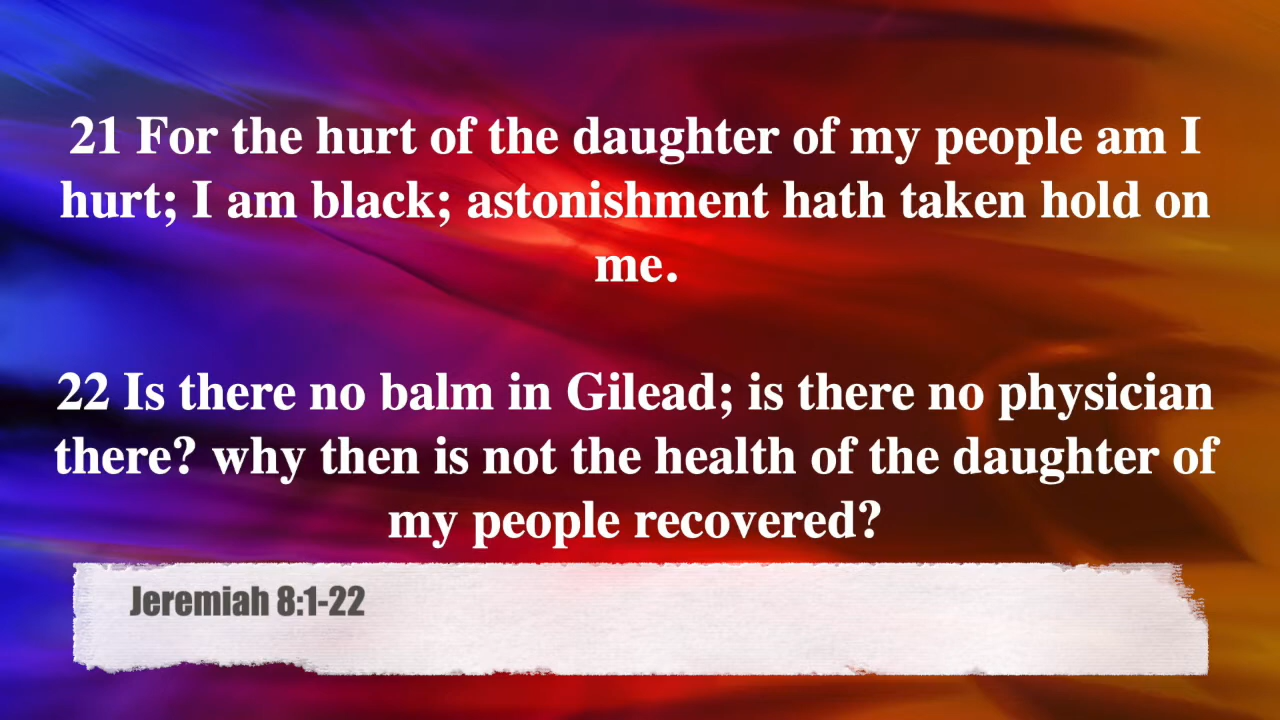 21 For the hurt of the daughter of my people am I
hurt; I am black; astonishment hath taken hold on
me.
22 Is there no balm in Gilead; is there no physician
there? why then is not the health of the daughter of
my people recovered?
Jeremiah 8:1-22